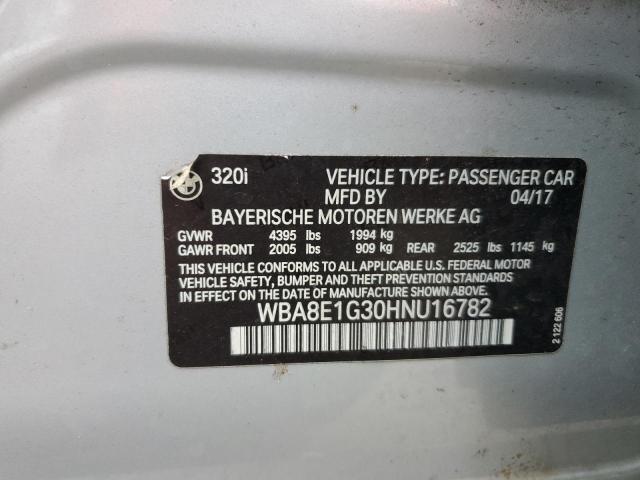 320i VEHICLE TYPE: PASSENGER CAR
MFD BY 04/17
BAYERISCHE MOTOREN WERKE AG
GVWR 4395 lbs 1994 kg
GAWR FRONT 2005 lbs 909 kg REAR 2525 lbs 1145 kg
THIS VEHICLE CONFORMS TO ALL APPLICABLE U.S. FEDERAL MOTOR
VEHICLE SAFETY, BUMPER AND THEFT PREVENTION STANDARDS
IN EFFECT ON THE DATE OF MANUFACTURE SHOWN ABOVE.
WBA8E1G30HNU16782
2 122 606